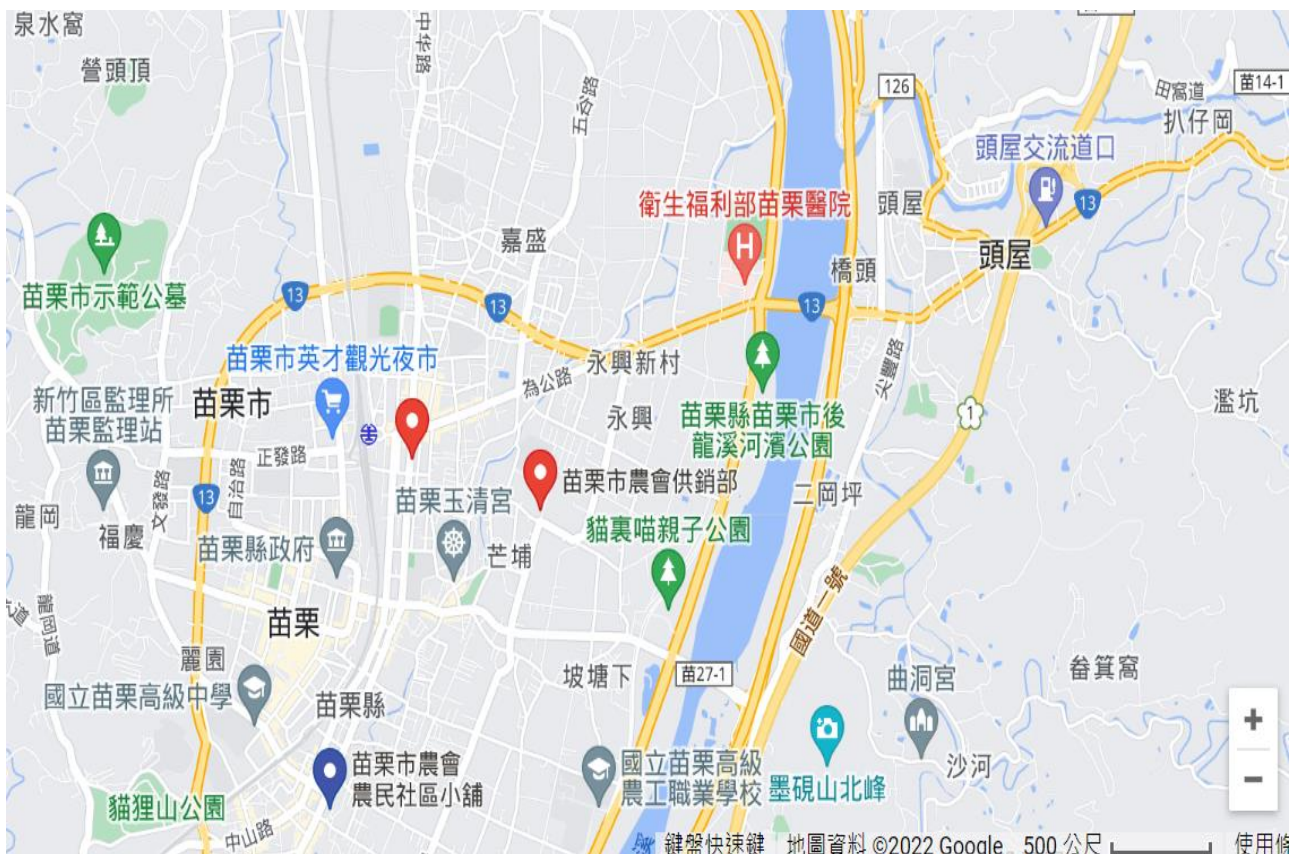 泉水窩
營頭頂
中华路
五谷路
126
田寮道
苗14-1
扒仔岡
頭屋交流道口
13
衛生福利部苗栗醫院
H
頭屋
頭屋
橋頭
嘉盛
苗栗市示範公墓
13
13
13
苗栗市英才觀光夜市
為公路
永興新村
永興
尖豐路
濫坑
1
新竹區監理所
苗栗監理站
苗栗市
正發路
苗栗縣苗栗市後
龍溪河濱公園
苗栗市農會供銷部
二岡坪
龍岡
文發路
13
自治路
苗栗玉清宮
福慶
苗栗縣政府
芒埔
貓裏喵親子公園
國道一號
龍岡道
苗栗
麗園
坡塘下
苗27-1
曲洞宮
畚箕窩
國立苗栗高級中學
苗栗縣
苗栗市農會
農民社區小舖
國立苗栗高級
農工職業學校
墨硯山北峰
沙河
+
−
貓狸山公園
中山路
鍵盤快速鍵
地圖資料 ©2022 Google
500 公尺
使用條